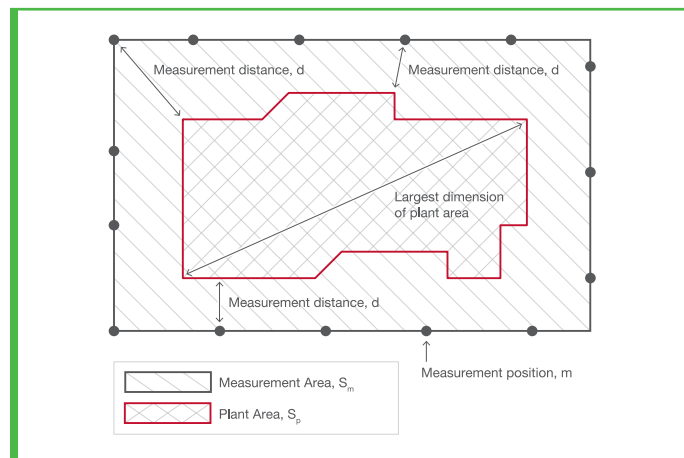 Measurement distance, d
Measurement distance, d
Largest dimension
of plant area
Measurement distance, d
Measurement position, m
Measurement Area, Sm
Plant Area, Sp